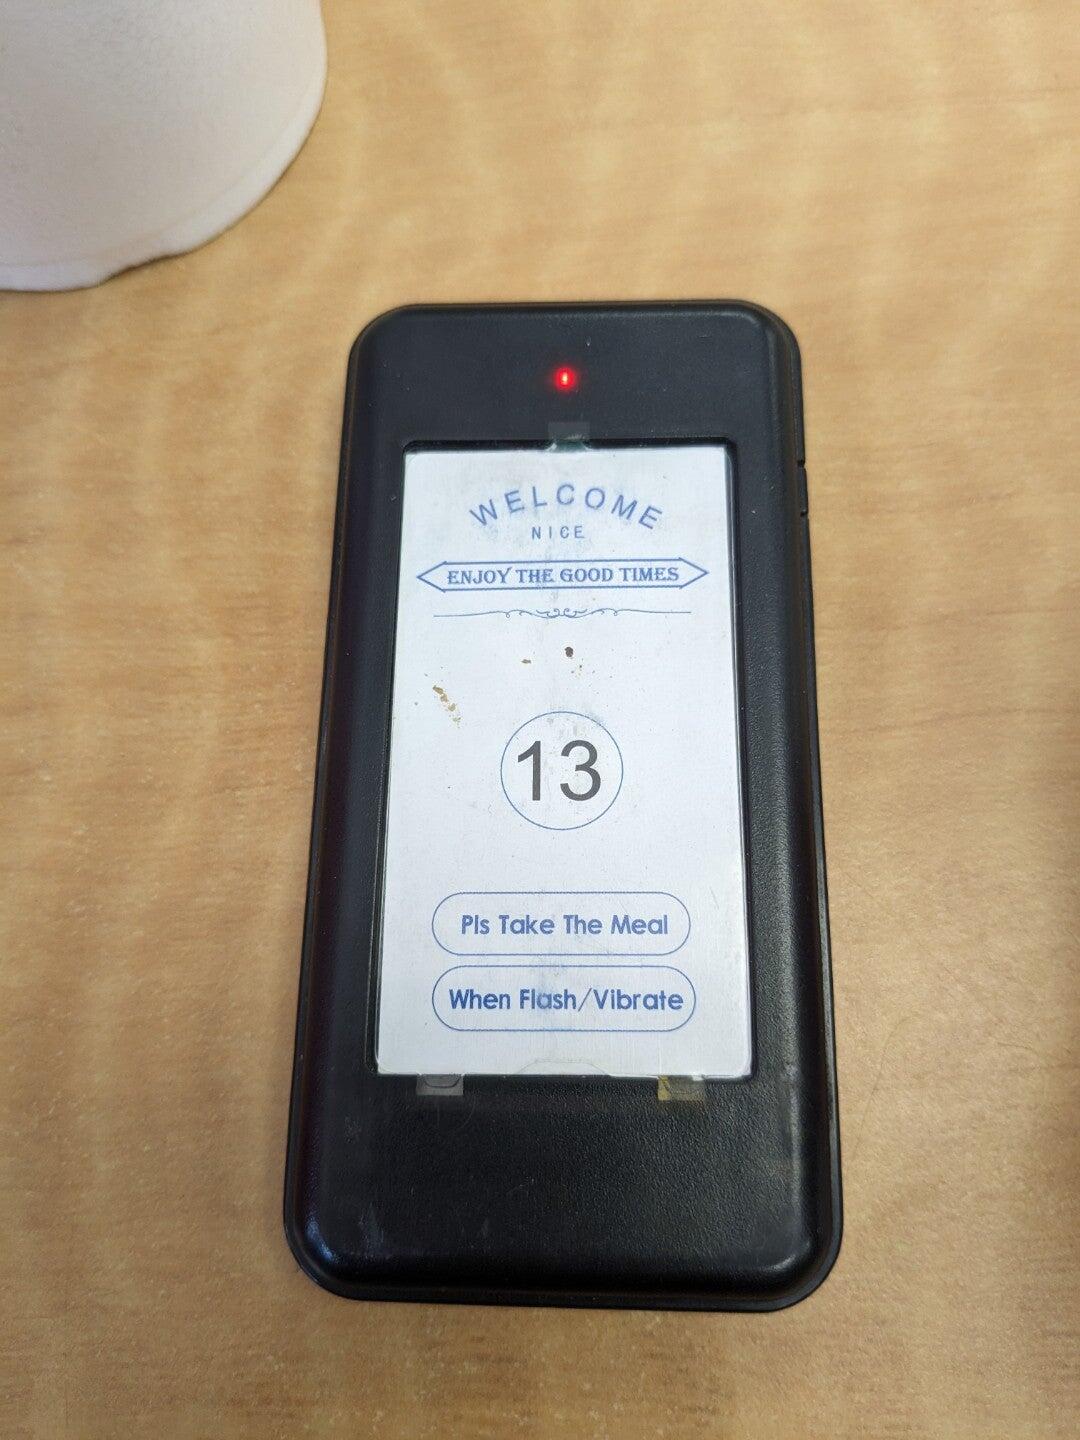 WELCOME
NICE
ENJOY THE GOOD TIMES
13
Pls Take The Meal
When Flash/Vibrate